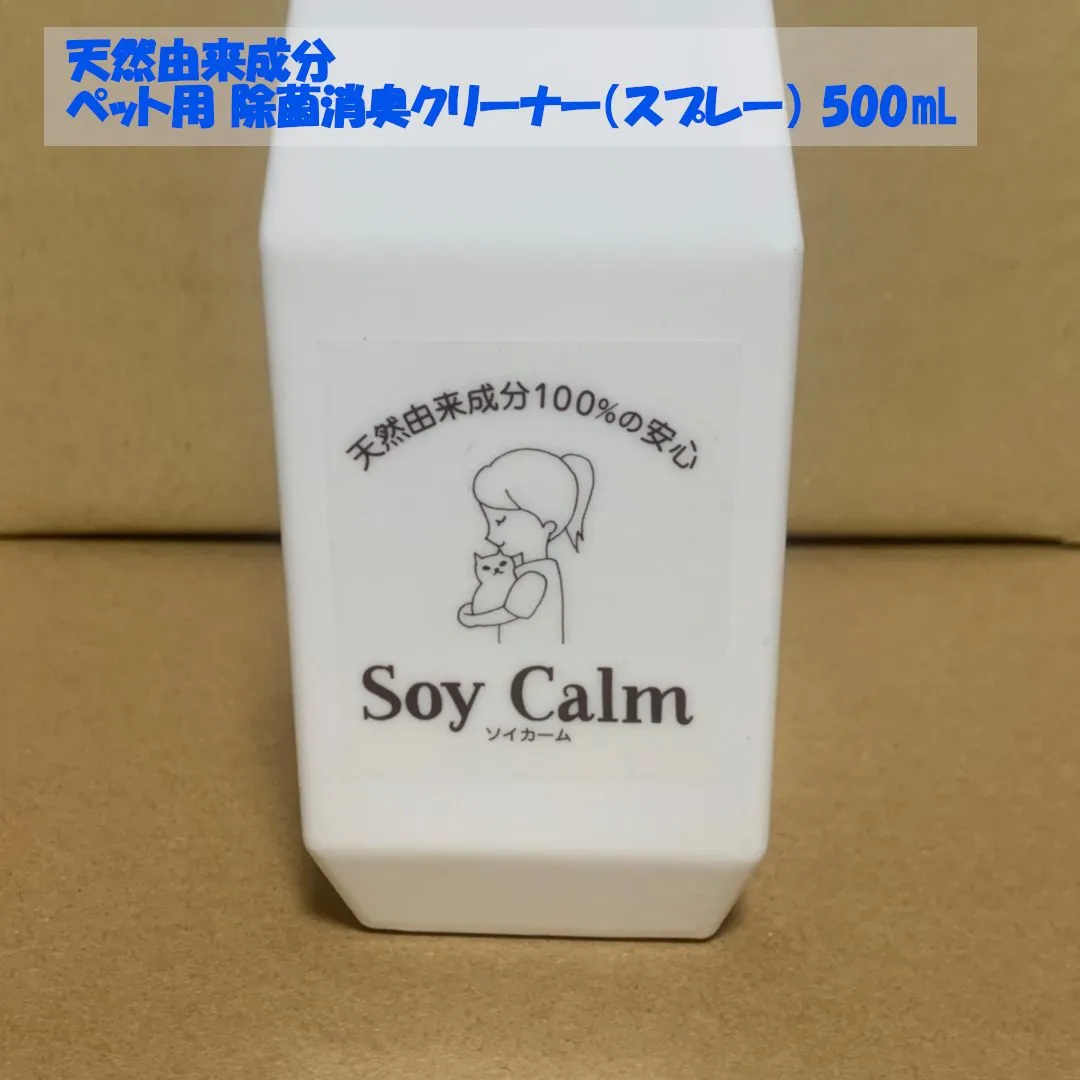 天然由来成分
ペット用 除菌消臭クリーナー(スプレー) 500mL
天然由来成分100%の安心
Soy Calm
ソイカーム